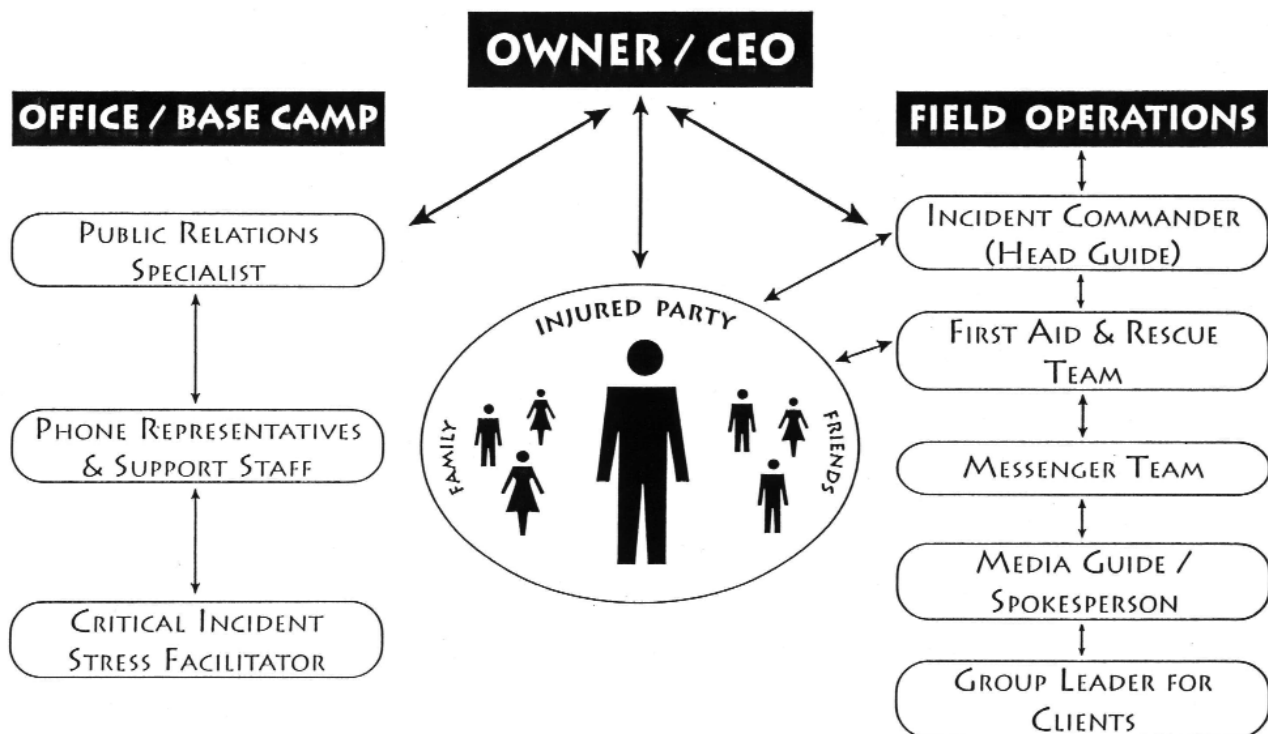 OWNER / CEO
OFFICE / BASE CAMP
PUBLIC RELATIONS
SPECIALIST
PHONE REPRESENTATIVES
& SUPPORT STAFF
CRITICAL INCIDENT
STRESS FACILITATOR
INJURED PARTY
FAMILY
FRIENDS
FIELD OPERATIONS
INCIDENT COMMANDER
(HEAD GUIDE)
FIRST AID & RESCUE
TEAM
MESSENGER TEAM
MEDIA GUIDE /
SPOKESPERSON
GROUP LEADER FOR
CLIENTS